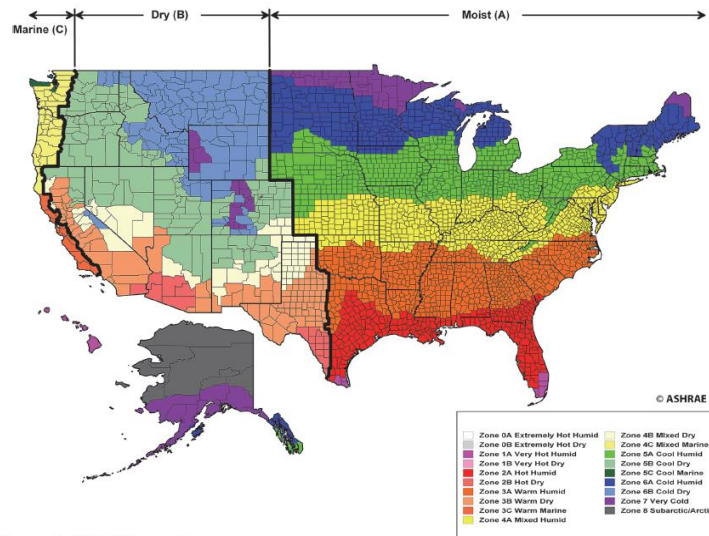 Dry (B)
Moist (A)
Marine (C)
© ASHRAE
Zone 0A Extremely Hot Humid
Zone 0B Extremely Hot Dry
Zone 1A Very Hot Humid
Zone 1B Very Hot Dry
Zone 2A Hot Humid
Zone 2B Hot Dry
Zone 3A Warm Humid
Zone 3B Warm Dry
Zone 3C Warm Marine
Zone 4A Mixed Humid
Zone 4B Mixed Dry
Zone 4C Mixed Marine
Zone 5A Cool Humid
Zone 5B Cool Dry
Zone 5C Cool Marine
Zone 6A Cold Humid
Zone 6B Cold Dry
Zone 7 Very Cold
Zone 8 Subarctic/Arcti